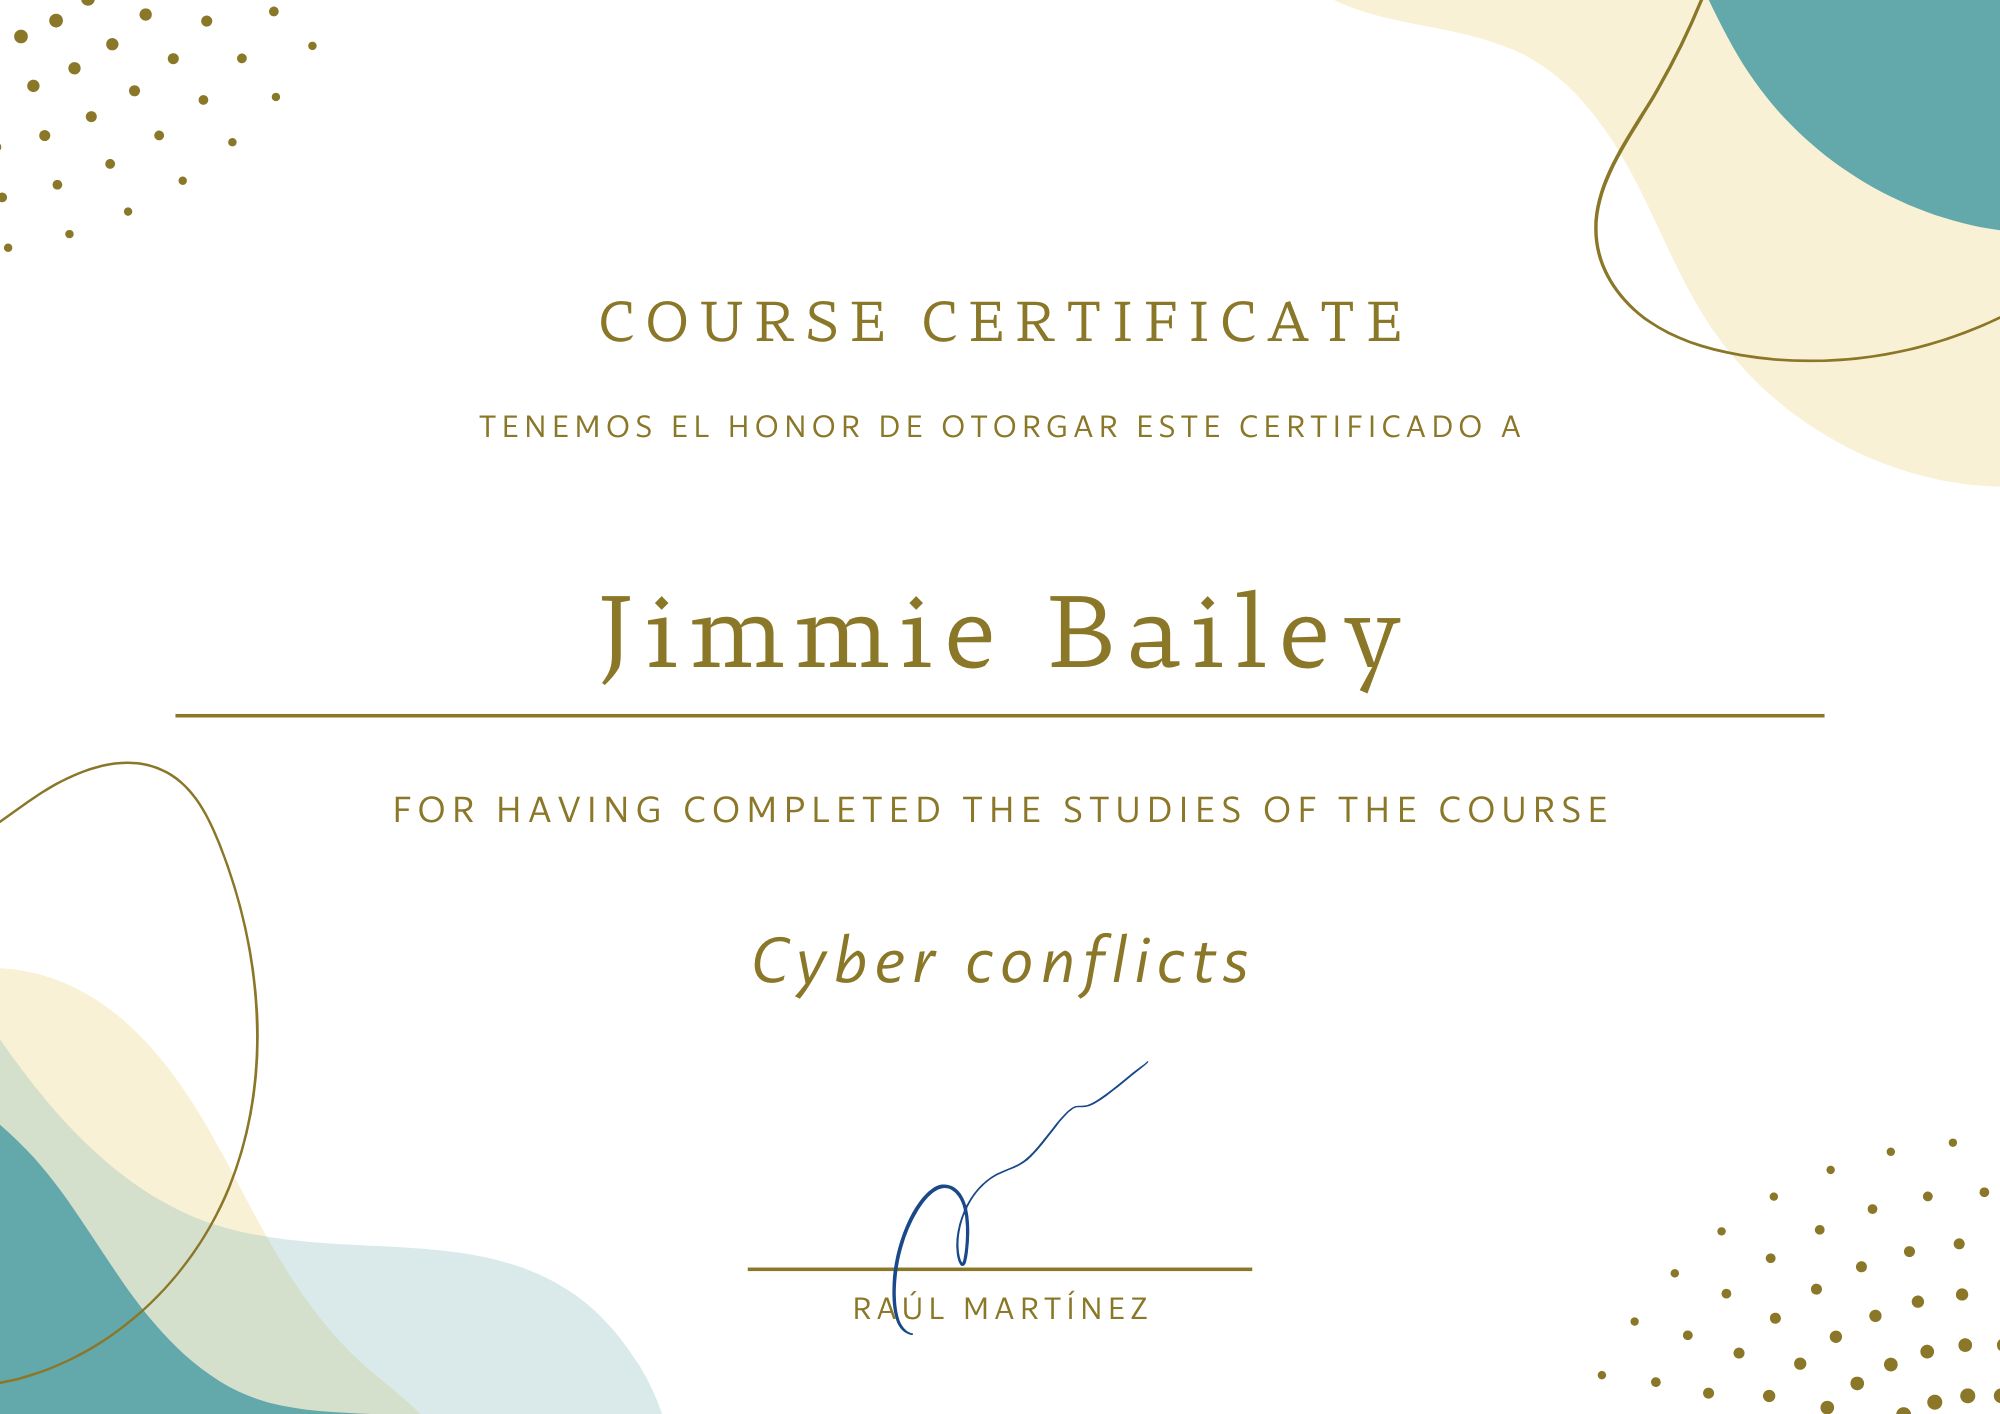 COURSE CERTIFICATE
TENEMOS EL HONOR DE OTORGAR ESTE CERTIFICADO A
Jimmie Bailey
FOR HAVING COMPLETED THE STUDIES OF THE COURSE
Cyber conflicts
RAÚL MARTÍNEZ